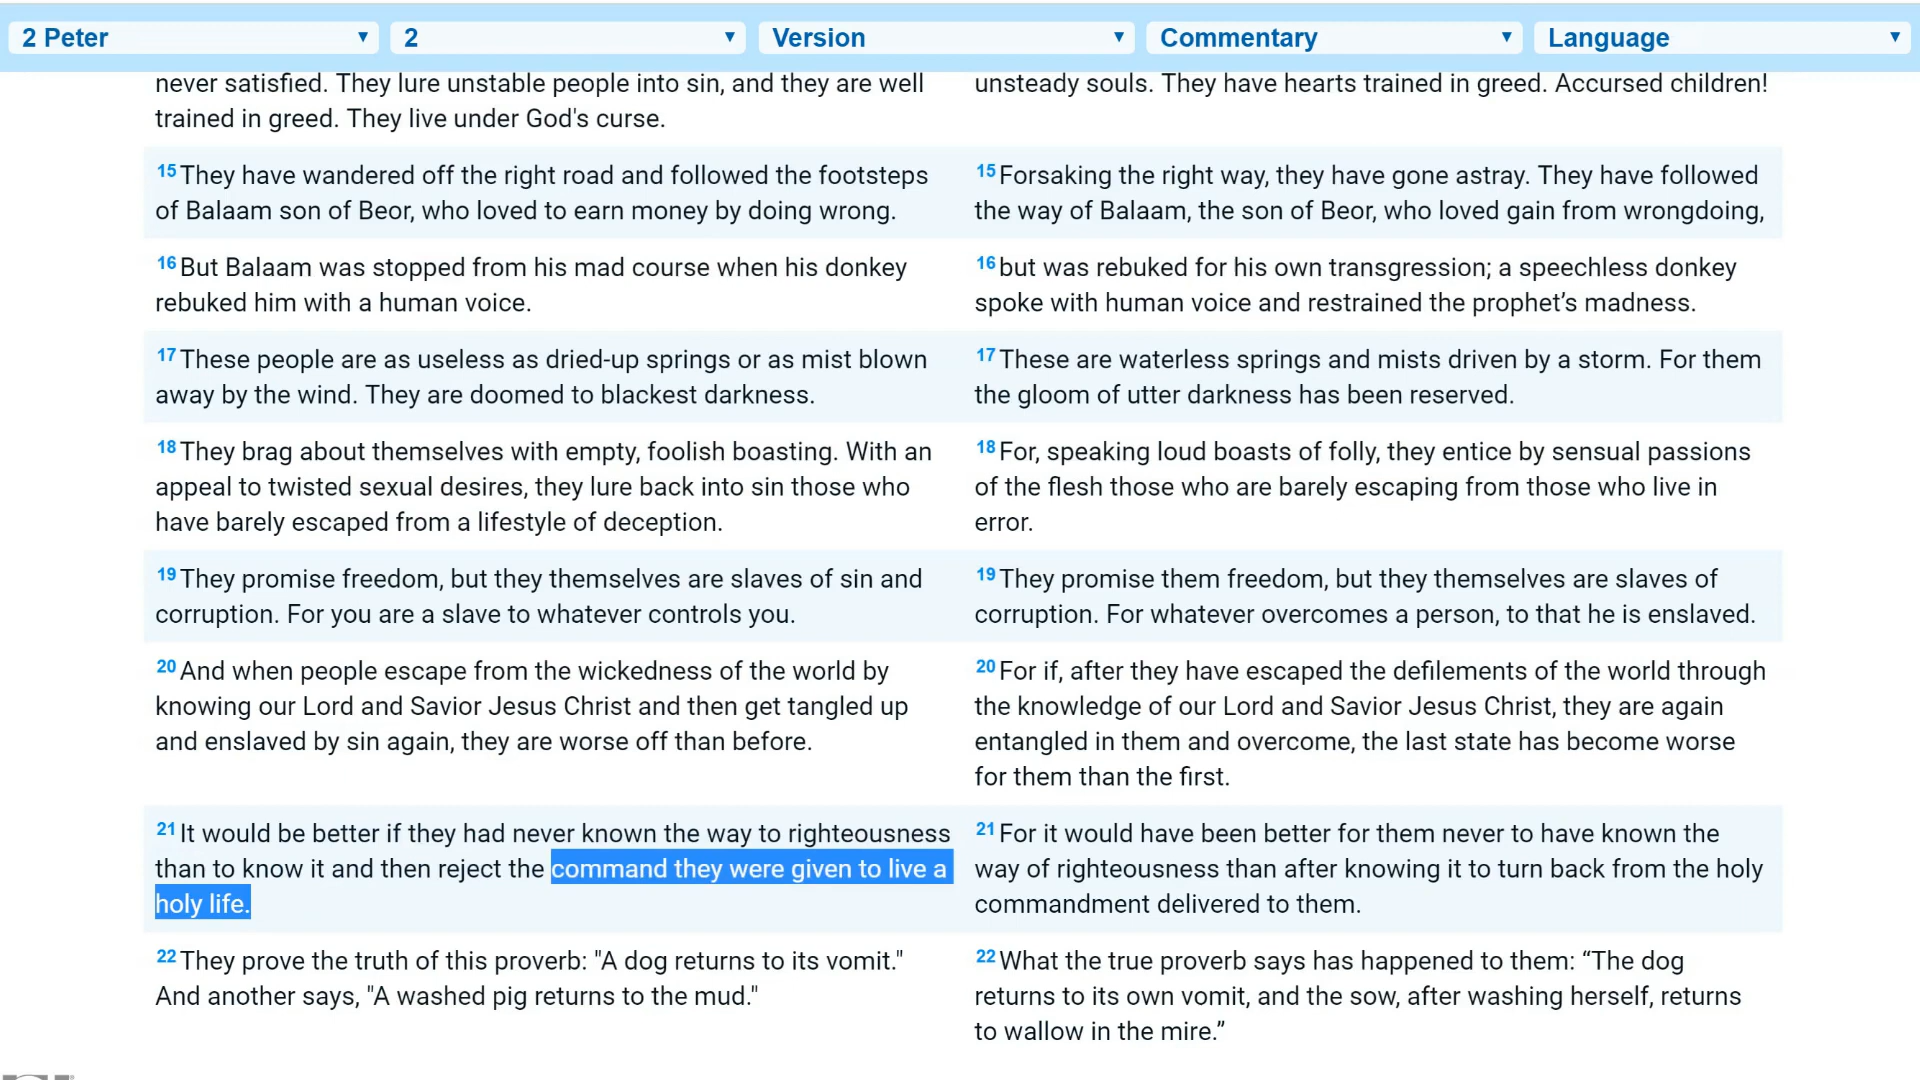 2 Peter ▼ 2 ▼ Version ▼ Commentary ▼ Language ▼
never satisfied. They lure unstable people into sin, and they are well
trained in greed. They live under God's curse.
15 They have wandered off the right road and followed the footsteps
of Balaam son of Beor, who loved to earn money by doing wrong.
16 But Balaam was stopped from his mad course when his donkey
rebuked him with a human voice.
17 These people are as useless as dried-up springs or as mist blown
away by the wind. They are doomed to blackest darkness.
18 They brag about themselves with empty, foolish boasting. With an
appeal to twisted sexual desires, they lure back into sin those who
have barely escaped from a lifestyle of deception.
19 They promise freedom, but they themselves are slaves of sin and
corruption. For you are a slave to whatever controls you.
20 And when people escape from the wickedness of the world by
knowing our Lord and Savior Jesus Christ and then get tangled up
and enslaved by sin again, they are worse off than before.
21 It would be better if they had never known the way to righteousness
than to know it and then reject the command they were given to live a
holy life.
22 They prove the truth of this proverb: "A dog returns to its vomit."
And another says, "A washed pig returns to the mud."
unsteady souls. They have hearts trained in greed. Accursed children!
15 Forsaking the right way, they have gone astray. They have followed
the way of Balaam, the son of Beor, who loved gain from wrongdoing,
16 but was rebuked for his own transgression; a speechless donkey
spoke with human voice and restrained the prophet’s madness.
17 These are waterless springs and mists driven by a storm. For them
the gloom of utter darkness has been reserved.
18 For, speaking loud boasts of folly, they entice by sensual passions
of the flesh those who are barely escaping from those who live in
error.
19 They promise them freedom, but they themselves are slaves of
corruption. For whatever overcomes a person, to that he is enslaved.
20 For if, after they have escaped the defilements of the world through
the knowledge of our Lord and Savior Jesus Christ, they are again
entangled in them and overcome, the last state has become worse
for them than the first.
21 For it would have been better for them never to have known the
way of righteousness than after knowing it to turn back from the holy
commandment delivered to them.
22 What the true proverb says has happened to them: “The dog
returns to its own vomit, and the sow, after washing herself, returns
to wallow in the mire.”